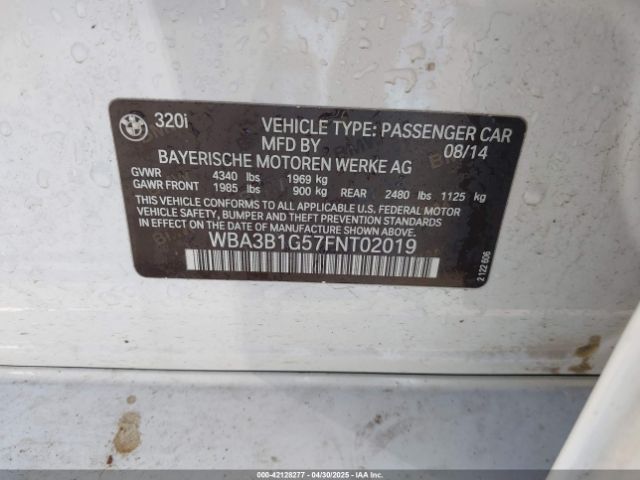 320i
VEHICLE TYPE: PASSENGER CAR
MFD BY 08/14
BAYERISCHE MOTOREN WERKE AG
GVWR 4340 lbs 1969 kg
GAWR FRONT 1985 lbs 900 kg REAR 2480 lbs 1125 kg
THIS VEHICLE CONFORMS TO ALL APPLICABLE U.S. FEDERAL MOTOR
VEHICLE SAFETY, BUMPER AND THEFT PREVENTION STANDARDS
IN EFFECT ON THE DATE OF MANUFACTURE SHOWN ABOVE.
WBA3B1G57FNT02019
2 122 606
000-42128277 - 04/30/2025 - IAAI.COM